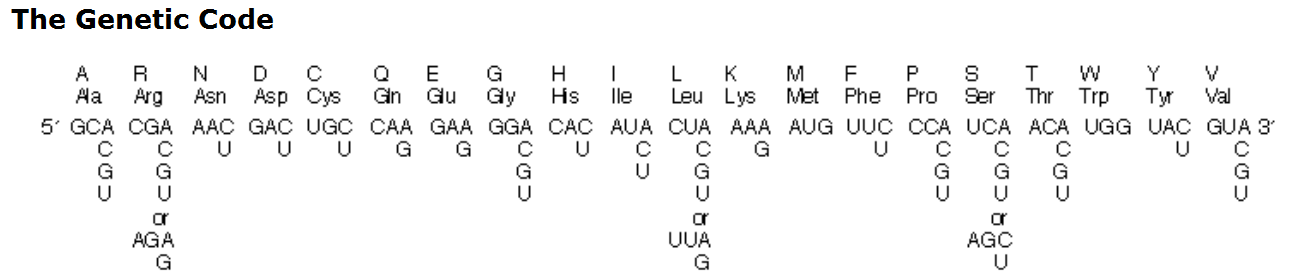 The Genetic Code
A R N D C Q E G H I L K M F P S T W Y V
Ala Arg Asn Asp Cys Gln Glu Gly His Ile Leu Lys Met Phe Pro Ser Thr Trp Tyr Val
5´ GCA CGA AAC GAC UGC CAA GAA GGA CAC AUA CUA AAA AUG UUC CCA UCA ACA UGG UAC GUA 3´
C C U U U G G C U C C G U C C C U C
G G G U G G G G G
U U U U U U U U
or or or
AGA UUA AGC
G G U